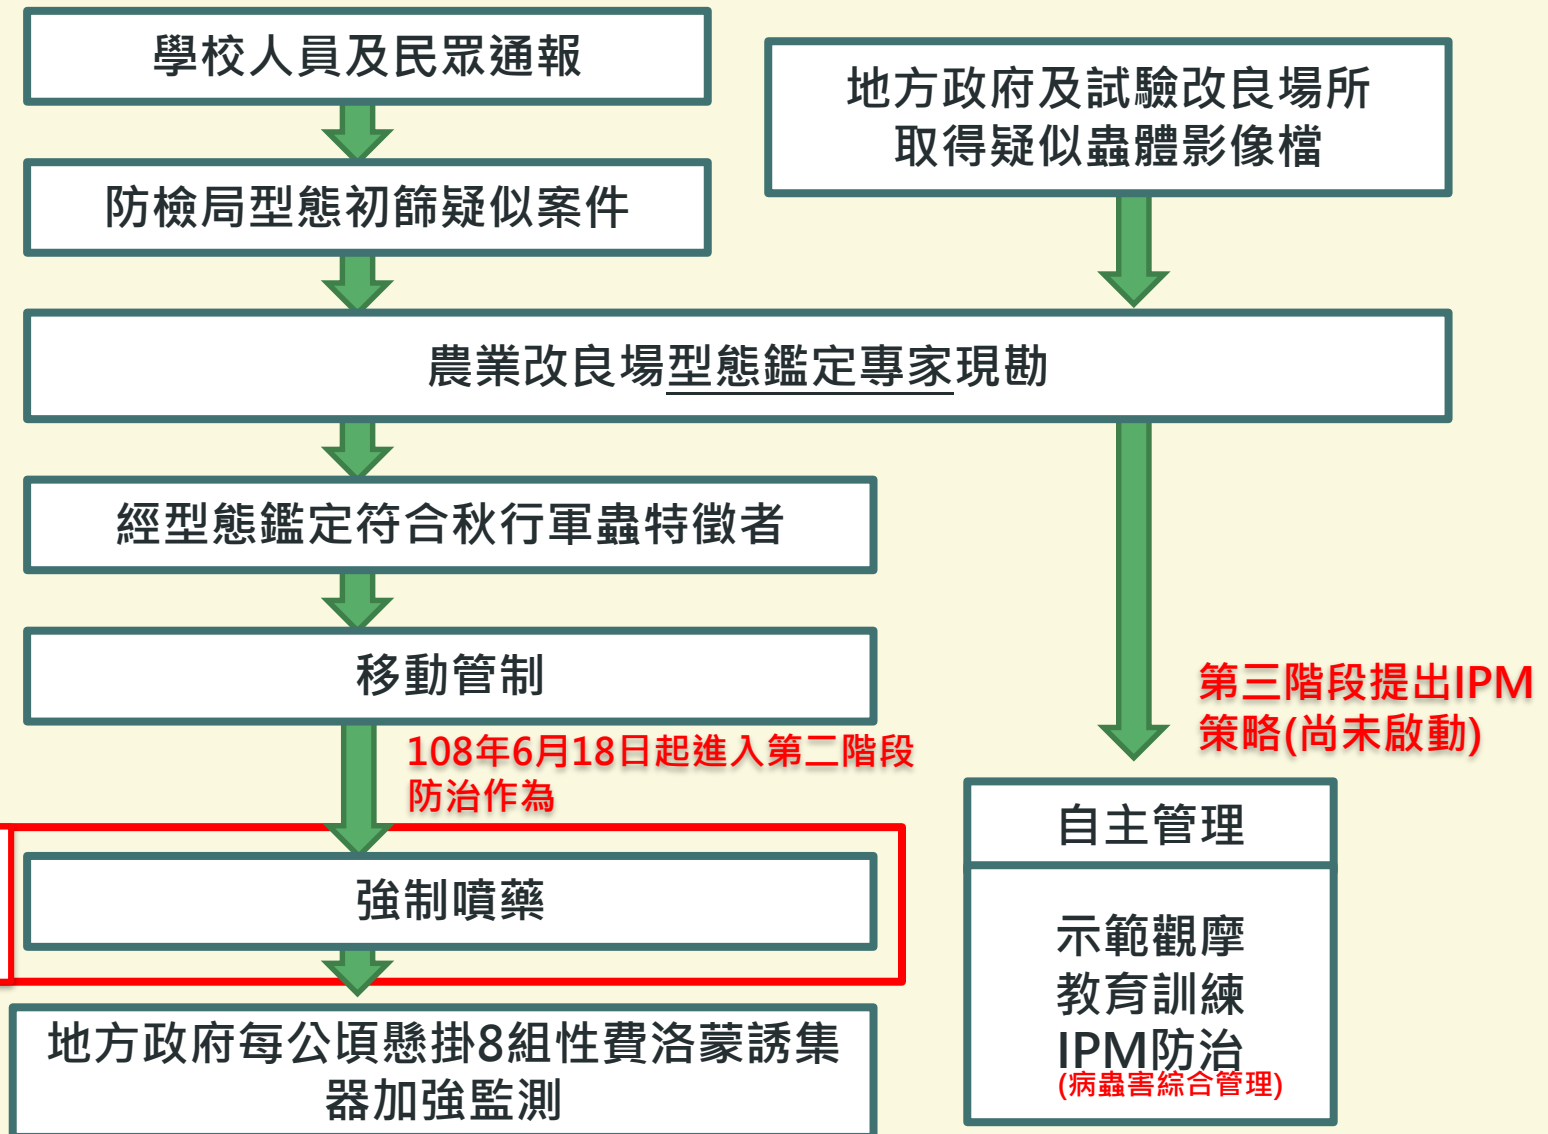 學校人員及民眾通報
地方政府及試驗改良場所
取得疑似蟲體影像檔
防檢局型態初篩疑似案件
農業改良場型態鑑定專家現勘
經型態鑑定符合秋行軍蟲特徵者
移動管制
第三階段提出IPM
策略(尚未啟動)
108年6月18日起進入第二階段
防治作為
強制噴藥
地方政府每公頃懸掛8組性費洛蒙誘集
器加強監測
自主管理
示範觀摩
教育訓練
IPM防治
(病蟲害綜合管理)